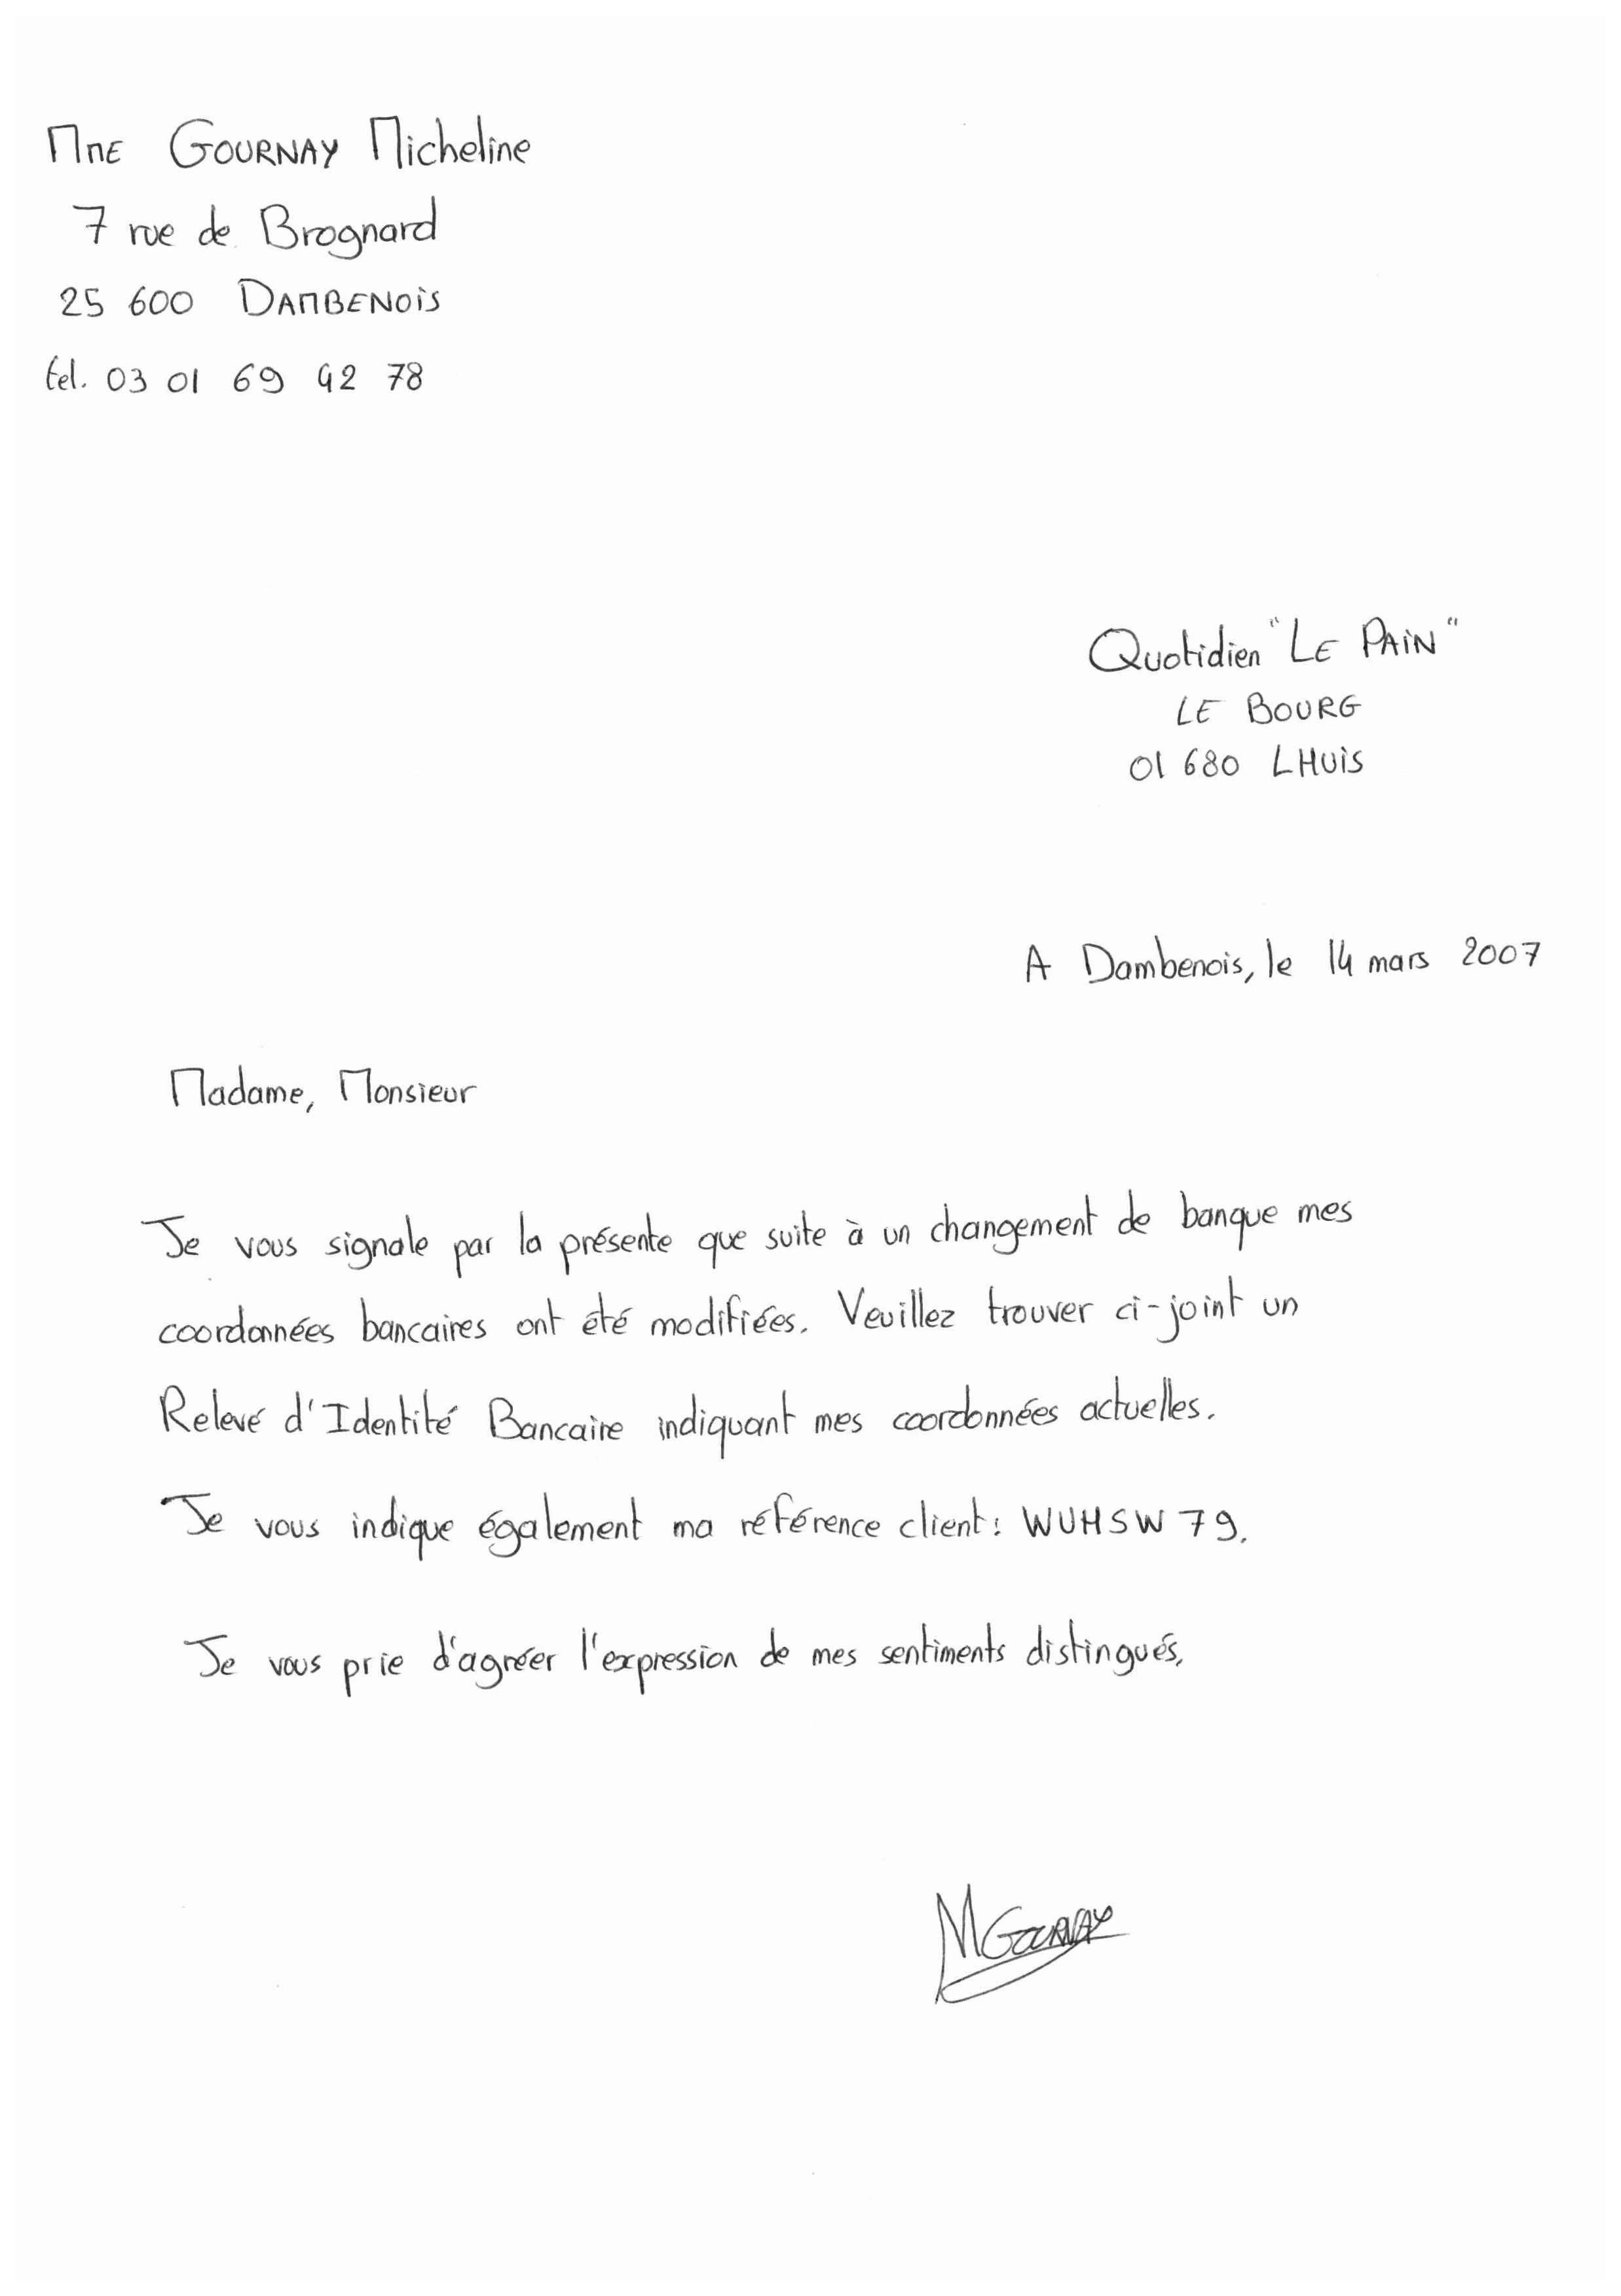 MME GOURNAY Micheline
7 rue de Brognard
25 600 DAMBENOIS
tel. 03 01 69 42 78
Quotidien "LE PAIN"
LE BOURG
01 680 LHUIS
A Dambenois, le 14 mars 2007
Madame, Monsieur
Je vous signale par la présente que suite à un changement de banque mes
coordonnées bancaires ont été modifiées. Veuillez trouver ci-joint un
Relevé d'Identité Bancaire indiquant mes coordonnées actuelles.
Je vous indique également ma référence client : WUHSW 79.
Je vous prie d'agréer l'expression de mes sentiments distingués.
MGOURNAY